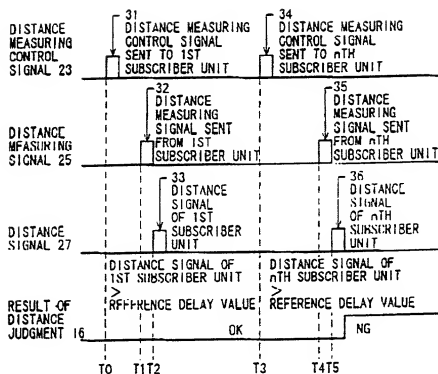 31
34
DISTANCE MEASURING CONTROL SIGNAL 23
DISTANCE MEASURING CONTROL SIGNAL SENT TO 1ST SUBSCRIBER UNIT
DISTANCE MEASURING CONTROL SIGNAL SENT TO nTH SUBSCRIBER UNIT
32
35
DISTANCE MEASURING SIGNAL 25
DISTANCE MEASURING SIGNAL SENT FROM 1ST SUBSCRIBER UNIT
DISTANCE MEASURING SIGNAL SENT FROM nTH SUBSCRIBER UNIT
33
36
DISTANCE SIGNAL 27
DISTANCE SIGNAL OF 1ST SUBSCRIBER UNIT
DISTANCE SIGNAL OF nTH SUBSCRIBER UNIT
RESULT OF DISTANCE JUDGMENT 16
DISTANCE SIGNAL OF 1ST SUBSCRIBER UNIT > REFERENCE DELAY VALUE
DISTANCE SIGNAL OF nTH SUBSCRIBER UNIT > REFERENCE DELAY VALUE
OK
NG
T0
T1
T2
T3
T4
T5